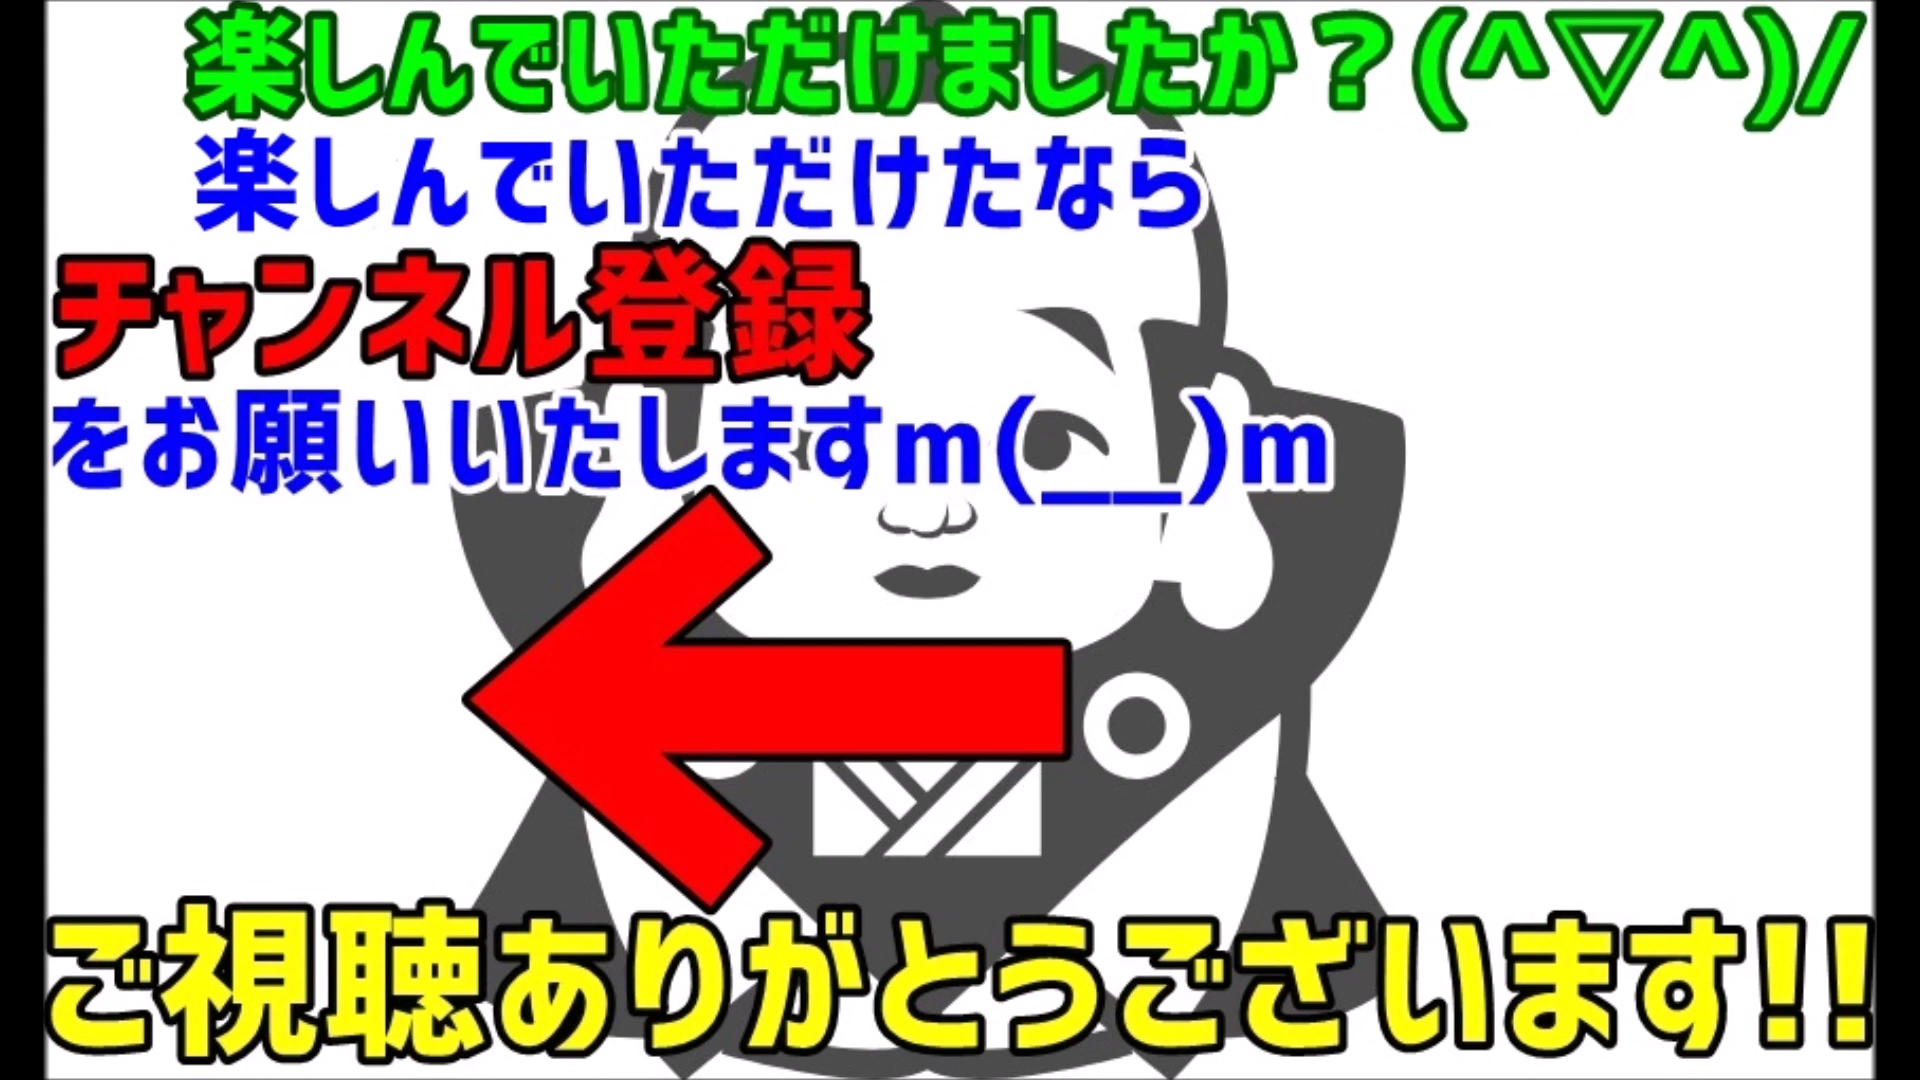 楽しんでいただけましたか？(^▽^)/
楽しんでいただけたなら
チャンネル登録
をお願いいたしますm(__)m
ご視聴ありがとうございます!!